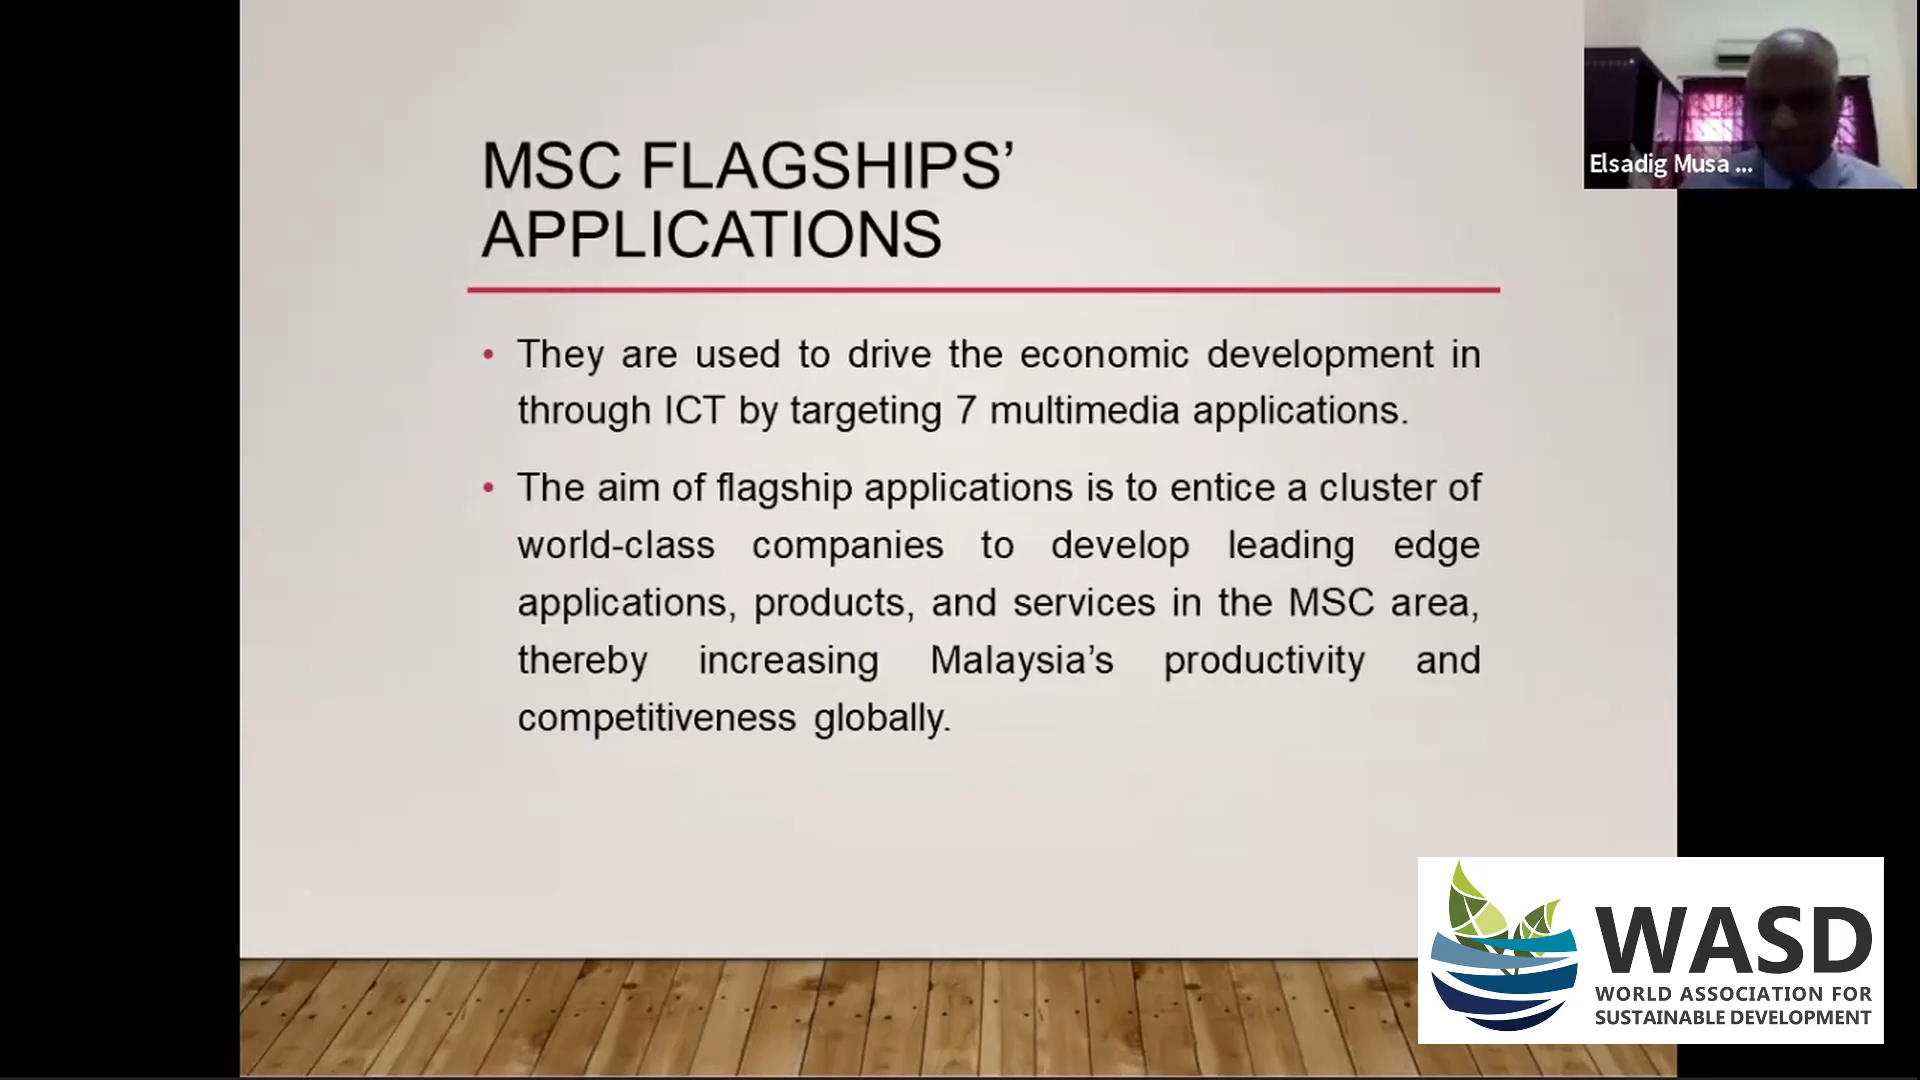 MSC FLAGSHIPS’
APPLICATIONS
• They are used to drive the economic development in
through ICT by targeting 7 multimedia applications.
• The aim of flagship applications is to entice a cluster of
world-class companies to develop leading edge
applications, products, and services in the MSC area,
thereby increasing Malaysia’s productivity and
competitiveness globally.
Elsadig Musa ...
WASD
WORLD ASSOCIATION FOR
SUSTAINABLE DEVELOPMENT